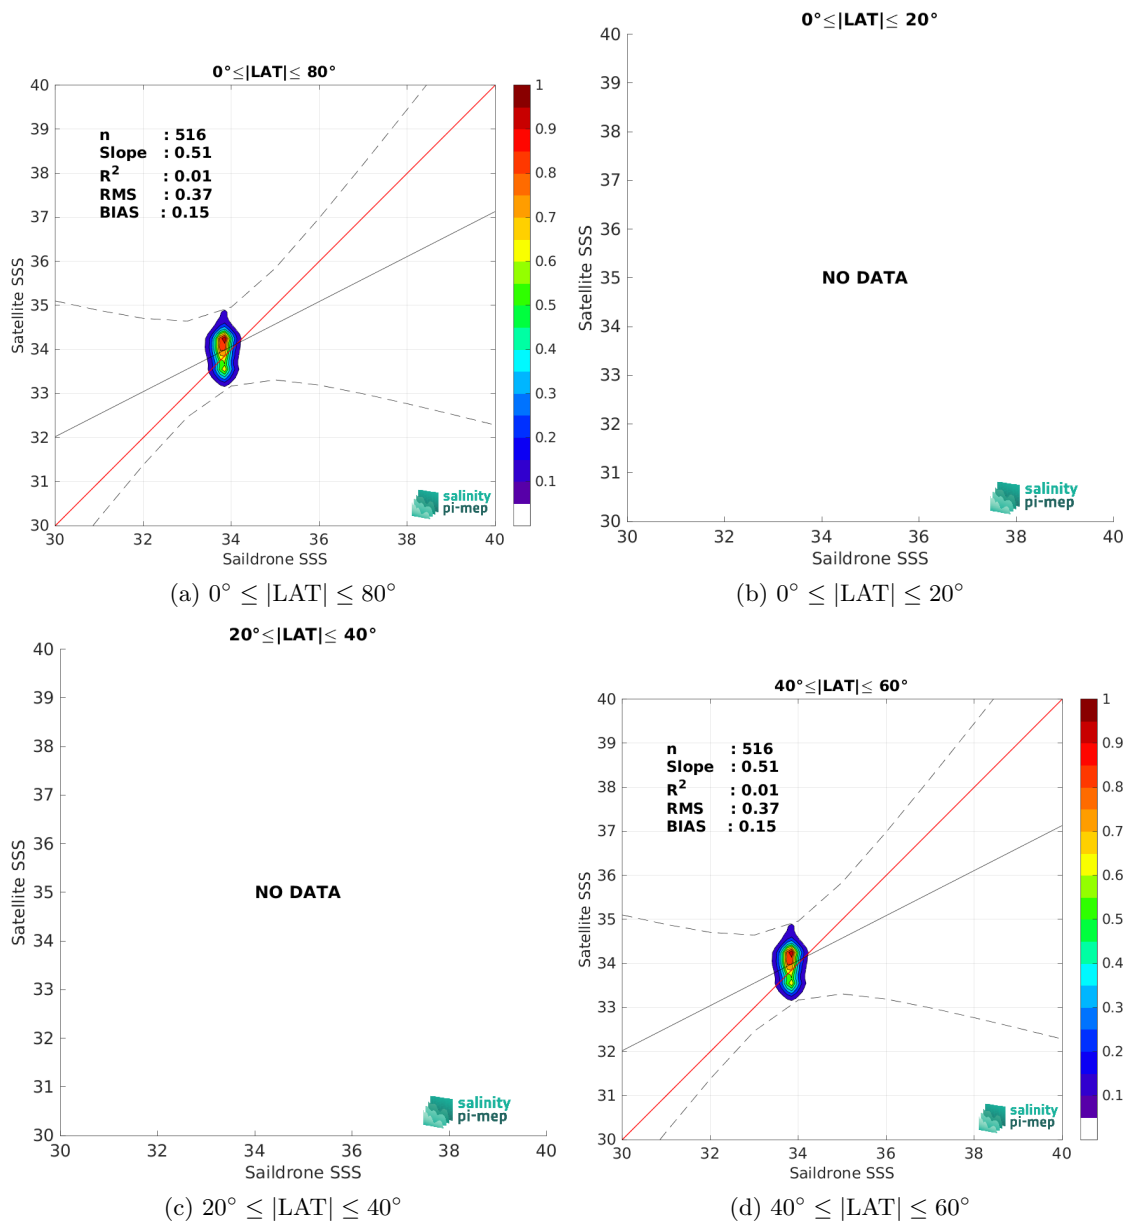 0°≤|LAT|≤ 80°
40
39
38
37
36
35
34
33
32
31
30
n : 516
Slope : 0.51
R² : 0.01
RMS : 0.37
BIAS : 0.15
Satellite SSS
30 32 34 36 38 40
Saildrone SSS
1
0.9
0.8
0.7
0.6
0.5
0.4
0.3
0.2
0.1
salinity
pi-mep
(a) 0° ≤ |LAT| ≤ 80°
0°≤|LAT|≤ 20°
40
39
38
37
36
35
34
33
32
31
30
Satellite SSS
NO DATA
salinity
pi-mep
30 32 34 36 38 40
Saildrone SSS
(b) 0° ≤ |LAT| ≤ 20°
20°≤|LAT|≤ 40°
40
39
38
37
36
35
34
33
32
31
30
Satellite SSS
NO DATA
salinity
pi-mep
30 32 34 36 38 40
Saildrone SSS
(c) 20° ≤ |LAT| ≤ 40°
40°≤|LAT|≤ 60°
40
39
38
37
36
35
34
33
32
31
30
n : 516
Slope : 0.51
R² : 0.01
RMS : 0.37
BIAS : 0.15
Satellite SSS
30 32 34 36 38 40
Saildrone SSS
1
0.9
0.8
0.7
0.6
0.5
0.4
0.3
0.2
0.1
salinity
pi-mep
(d) 40° ≤ |LAT| ≤ 60°